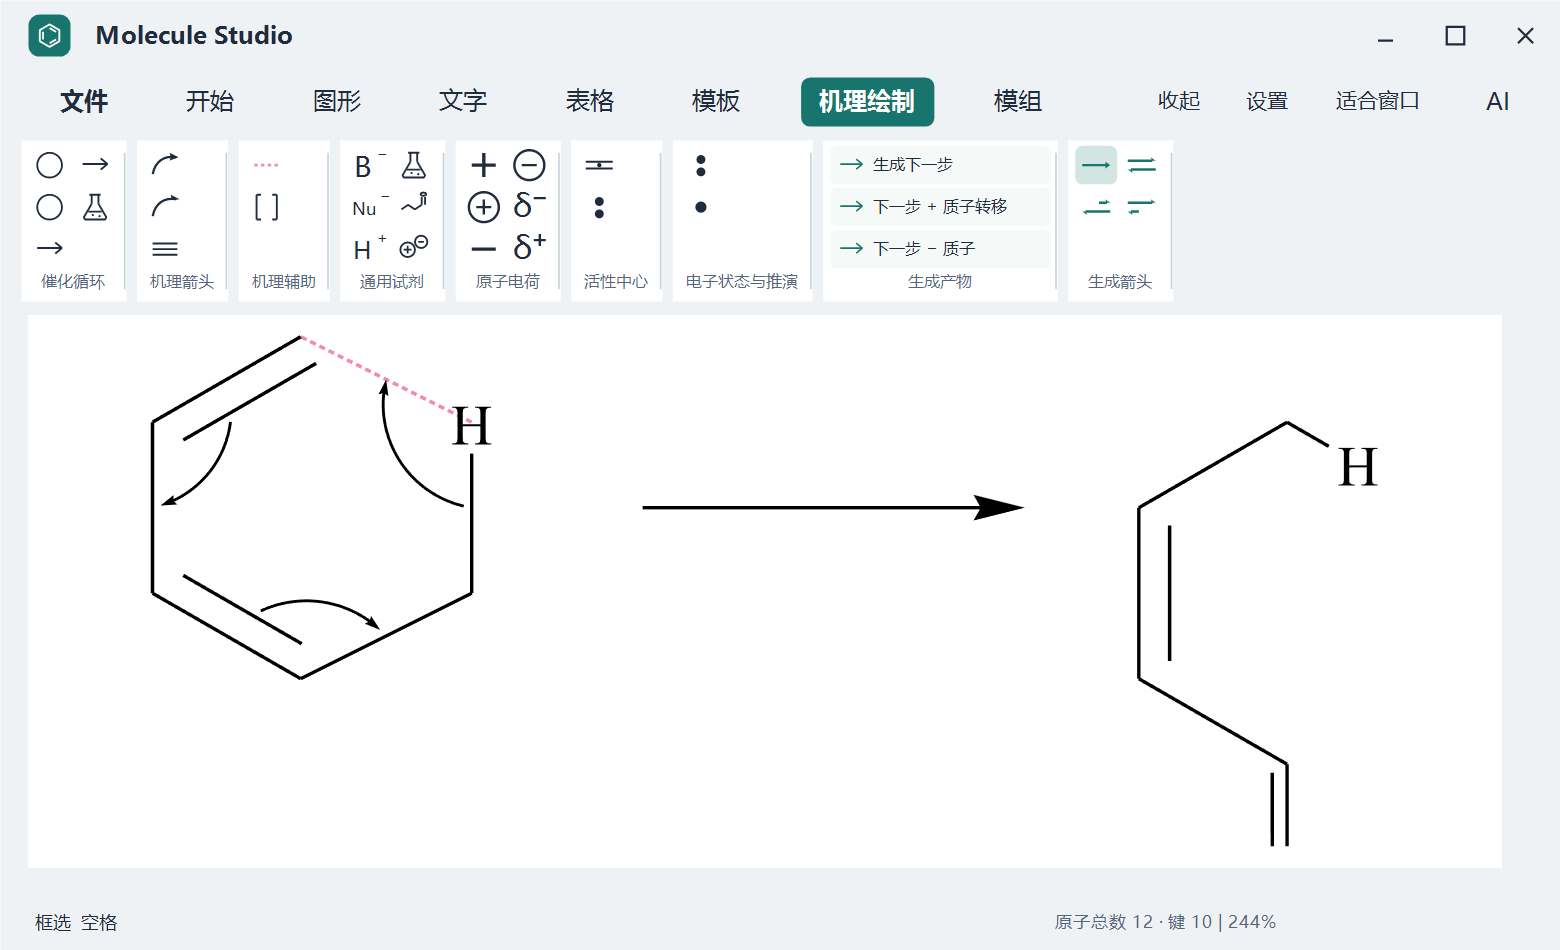 Molecule Studio
文件 开始 图形 文字 表格 模板 机理绘制 模组 收起 设置 适合窗口 AI
B − 
Nu −
H +
δ−
δ+
生成下一步
下一步 + 质子转移
下一步 − 质子
催化循环 机理箭头 机理辅助 通用试剂 原子电荷 活性中心 电子状态与推演 生成产物 生成箭头
H
H
框选 空格 原子总数 12 · 键 10 | 244%